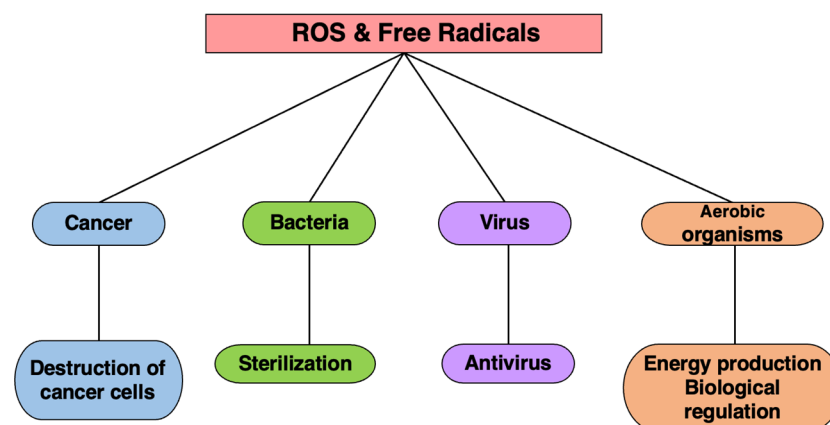 ROS & Free Radicals
Cancer
Bacteria
Virus
Aerobic
organisms
Destruction of
cancer cells
Sterilization
Antivirus
Energy production
Biological
regulation